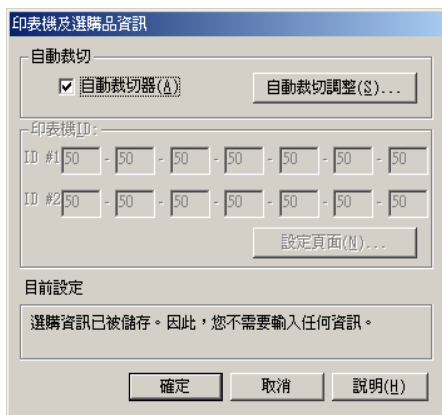 印表機及選購品資訊
自動裁切
自動裁切器(A)
自動裁切調整(S)...
印表機ID:
ID #1 50 - 50 - 50 - 50 - 50 - 50 - 50
ID #2 50 - 50 - 50 - 50 - 50 - 50 - 50
設定頁面(N)...
目前設定
選購資訊已被儲存。因此，您不需要輸入任何資訊。
確定 取消 說明(H)